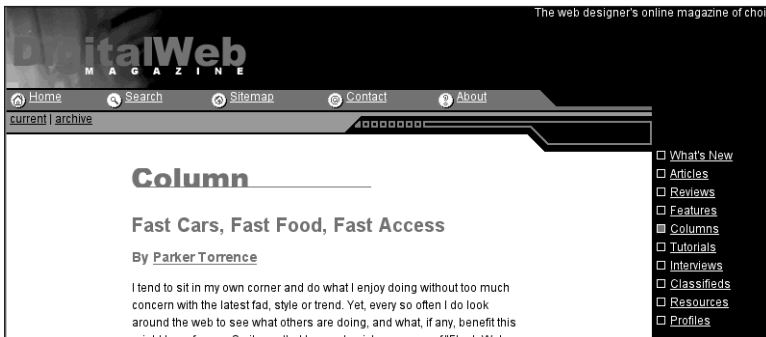 The web designer's online magazine of choi
DigitalWeb
MAGAZINE
Home Search Sitemap Contact About
current | archive
What's New
Articles
Reviews
Features
Columns
Tutorials
Interviews
Classifieds
Resources
Profiles
Column
Fast Cars, Fast Food, Fast Access
By Parker Torrence
I tend to sit in my own corner and do what I enjoy doing without too much
concern with the latest fad, style or trend. Yet, every so often I do look
around the web to see what others are doing, and what, if any, benefit this